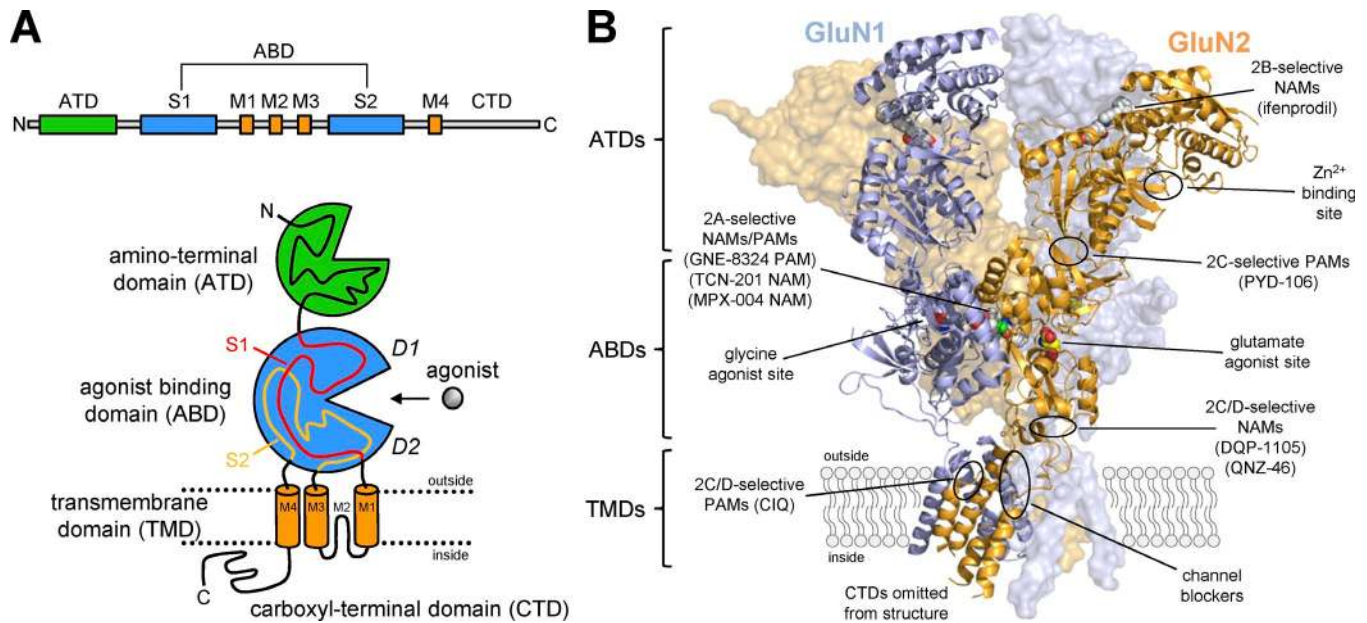 A
ABD
ATD
S1
M1 M2 M3
S2
M4
CTD
N
C
N
amino-terminal
domain (ATD)
S1
D1
agonist
agonist binding
domain (ABD)
S2
D2
transmembrane
domain (TMD)
M4
M3
M2
M1
outside
inside
C
carboxyl-terminal domain (CTD)
B
GluN1
GluN2
ATDs
ABDs
TMDs
2B-selective
NAMs
(ifenprodil)
Zn2+
binding
site
2A-selective
NAMs/PAMs
(GNE-8324 PAM)
(TCN-201 NAM)
(MPX-004 NAM)
2C-selective PAMs
(PYD-106)
glycine
agonist site
glutamate
agonist site
2C/D-selective
NAMs
(DQP-1105)
(QNZ-46)
outside
2C/D-selective
PAMs (CIQ)
inside
CTDs omitted
from structure
channel
blockers